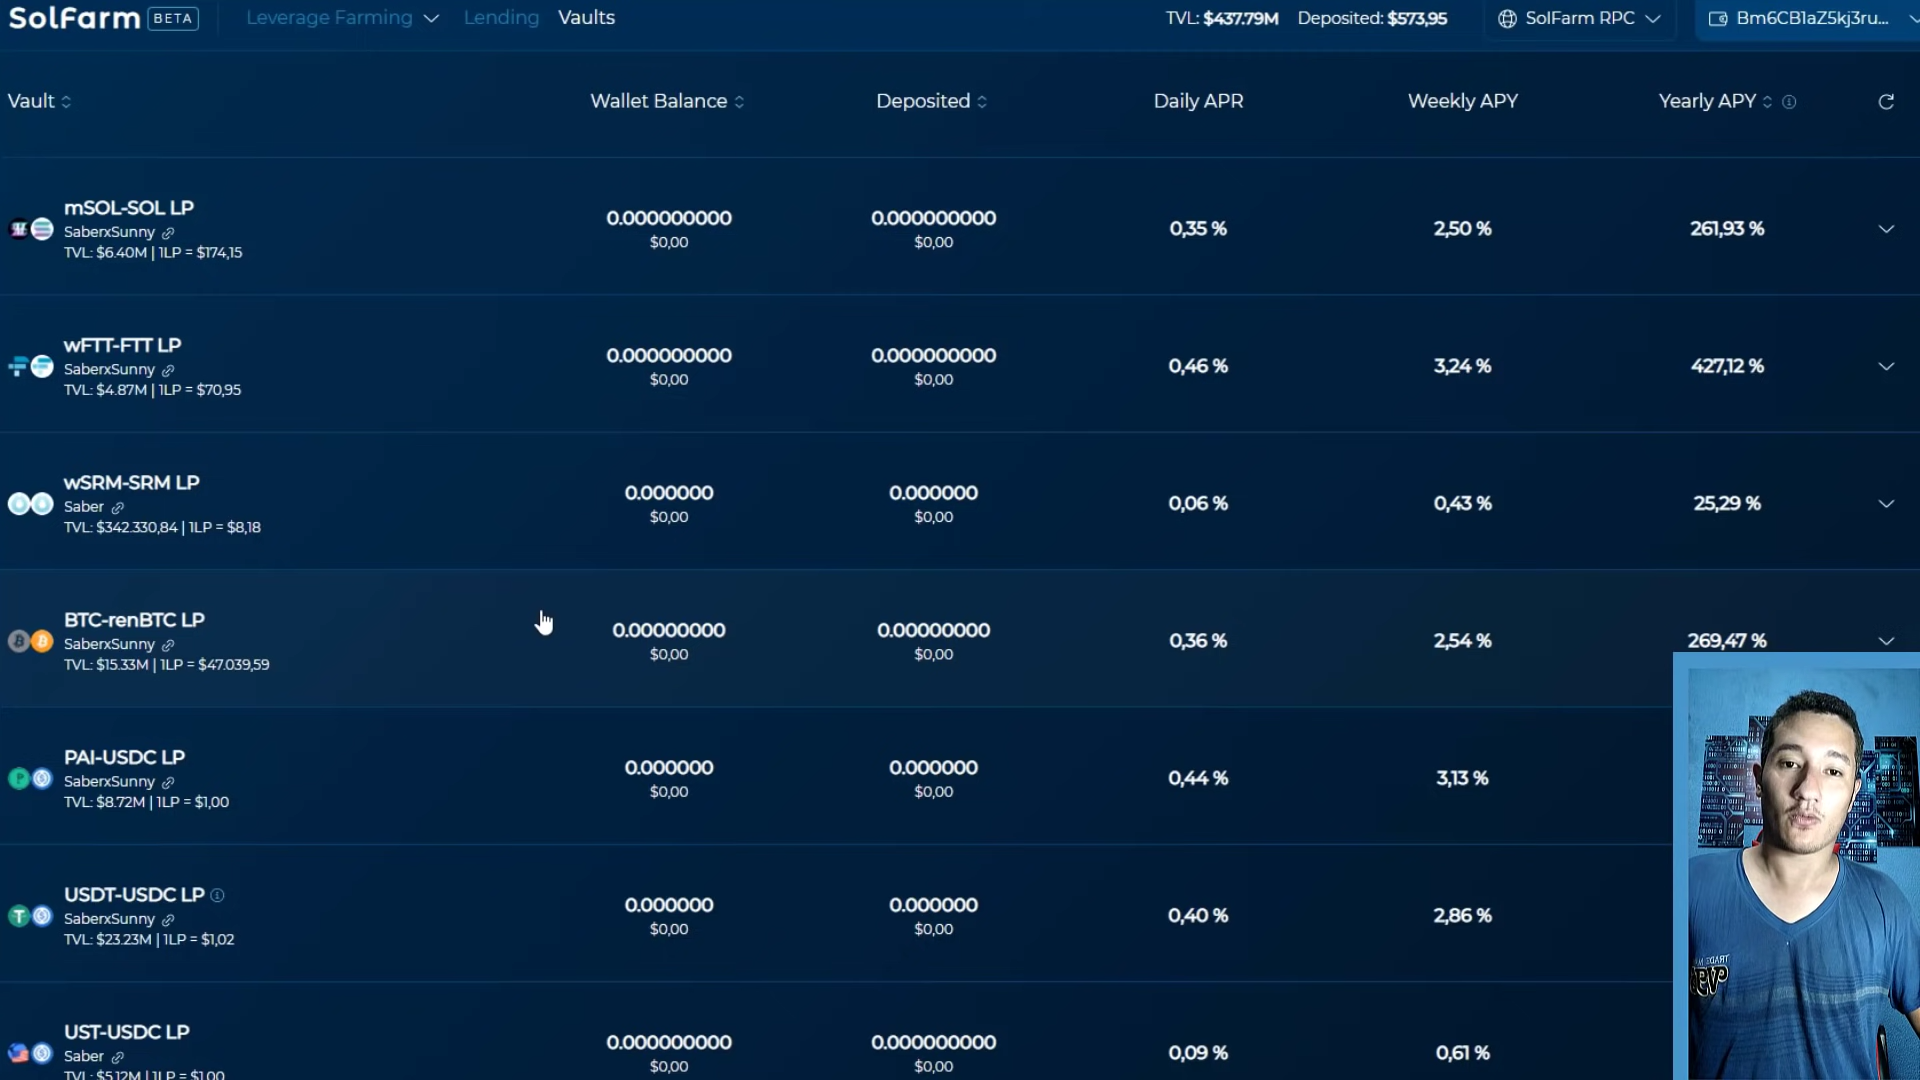 SolFarm BETA Leverage Farming Lending Vaults TVL: $437.79M Deposited: $573,95 SolFarm RPC Bm6CB1aZ5kj3ru...
Vault Wallet Balance Deposited Daily APR Weekly APY Yearly APY
mSOL-SOL LP
SaberxSunny
TVL: $6.40M | 1LP = $174,15
0.000000000
$0,00
0.000000000
$0,00
0,35 %
2,50 %
261,93 %
wFTT-FTT LP
SaberxSunny
TVL: $4.87M | 1LP = $70,95
0.000000000
$0,00
0.000000000
$0,00
0,46 %
3,24 %
427,12 %
wSRM-SRM LP
Saber
TVL: $342.330,84 | 1LP = $8,18
0.000000
$0,00
0.000000
$0,00
0,06 %
0,43 %
25,29 %
BTC-renBTC LP
SaberxSunny
TVL: $15.33M | 1LP = $47.039,59
0.00000000
$0,00
0.00000000
$0,00
0,36 %
2,54 %
269,47 %
PAI-USDC LP
SaberxSunny
TVL: $8.72M | 1LP = $1,00
0.000000
$0,00
0.000000
$0,00
0,44 %
3,13 %
USDT-USDC LP
SaberxSunny
TVL: $23.23M | 1LP = $1,02
0.000000
$0,00
0.000000
$0,00
0,40 %
2,86 %
UST-USDC LP
Saber
TVL: $5.12M | 1LP = $1,00
0.000000000
$0,00
0.000000000
$0,00
0,09 %
0,61 %